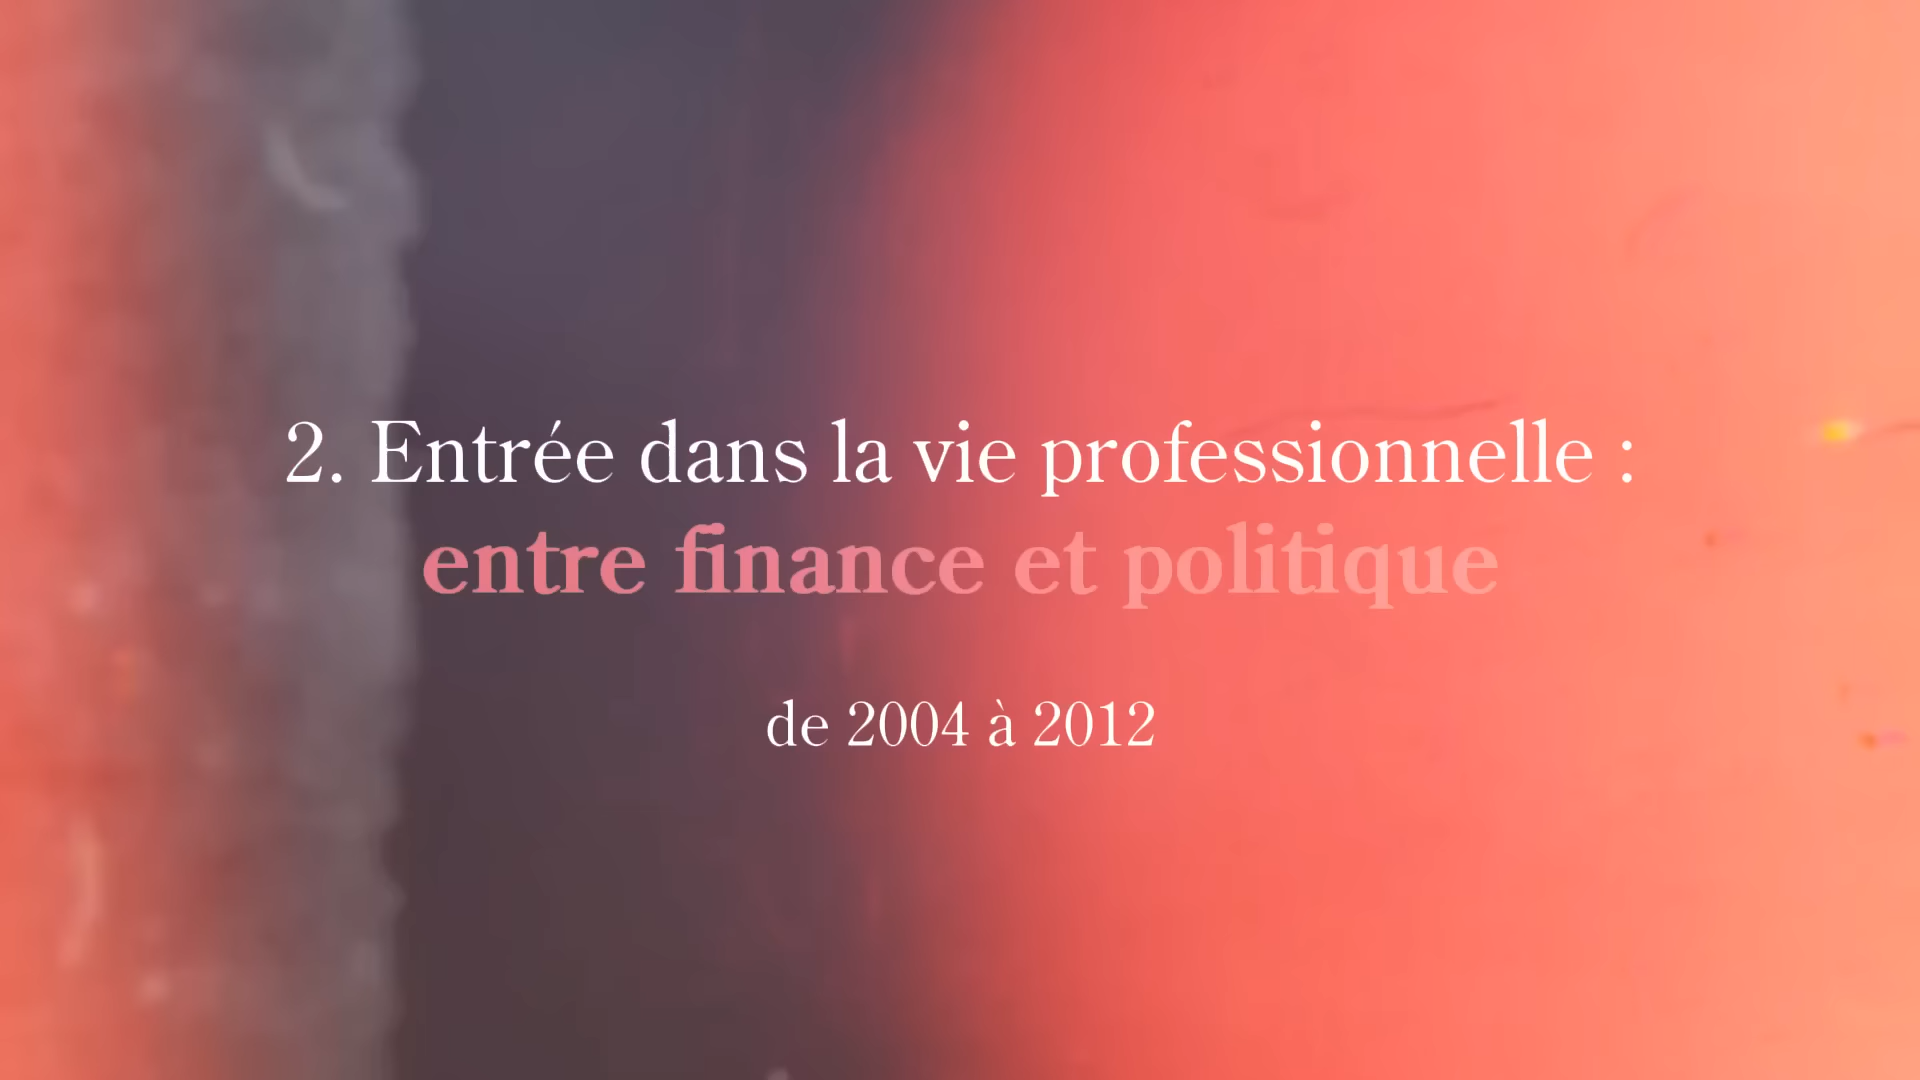 2. Entrée dans la vie professionnelle :
entre finance et politique
de 2004 à 2012